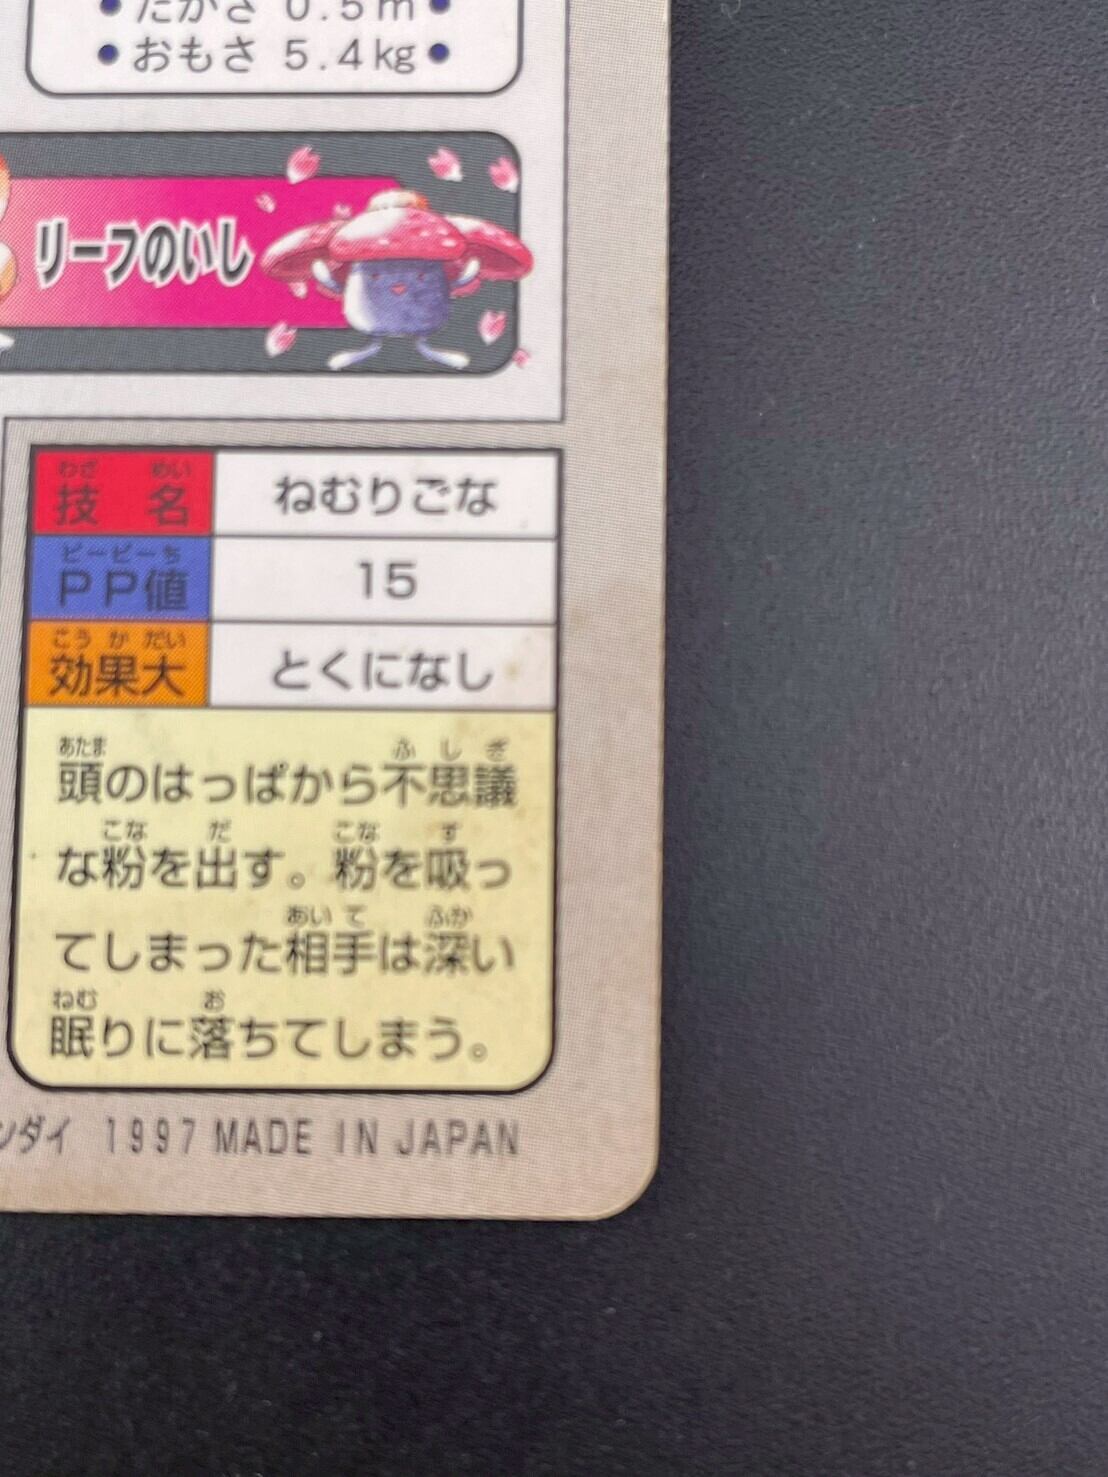 • たかさ 0.5m •
• おもさ 5.4kg •
リーフのいし
わざ めい
技 名 ねむりごな
ピーピーち
PP値 15
こうかだい
効果大 とくになし
あたま ふしぎ
頭のはっぱから不思議
こな だ こな す
な粉を出す。粉を吸っ
あいて ふか
てしまった相手は深い
ねむ お
眠りに落ちてしまう。
ンダイ 1997 MADE IN JAPAN